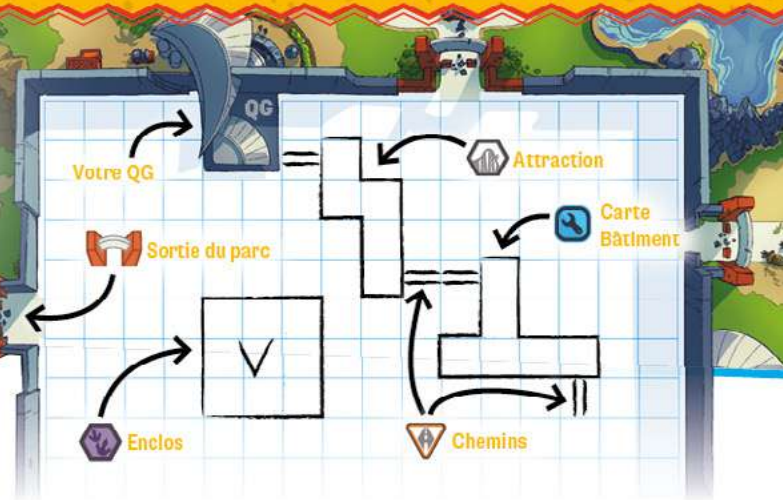 QG
Votre QG
Attraction
Carte
Bâtiment
Sortie du parc
V
Enclos
Chemins